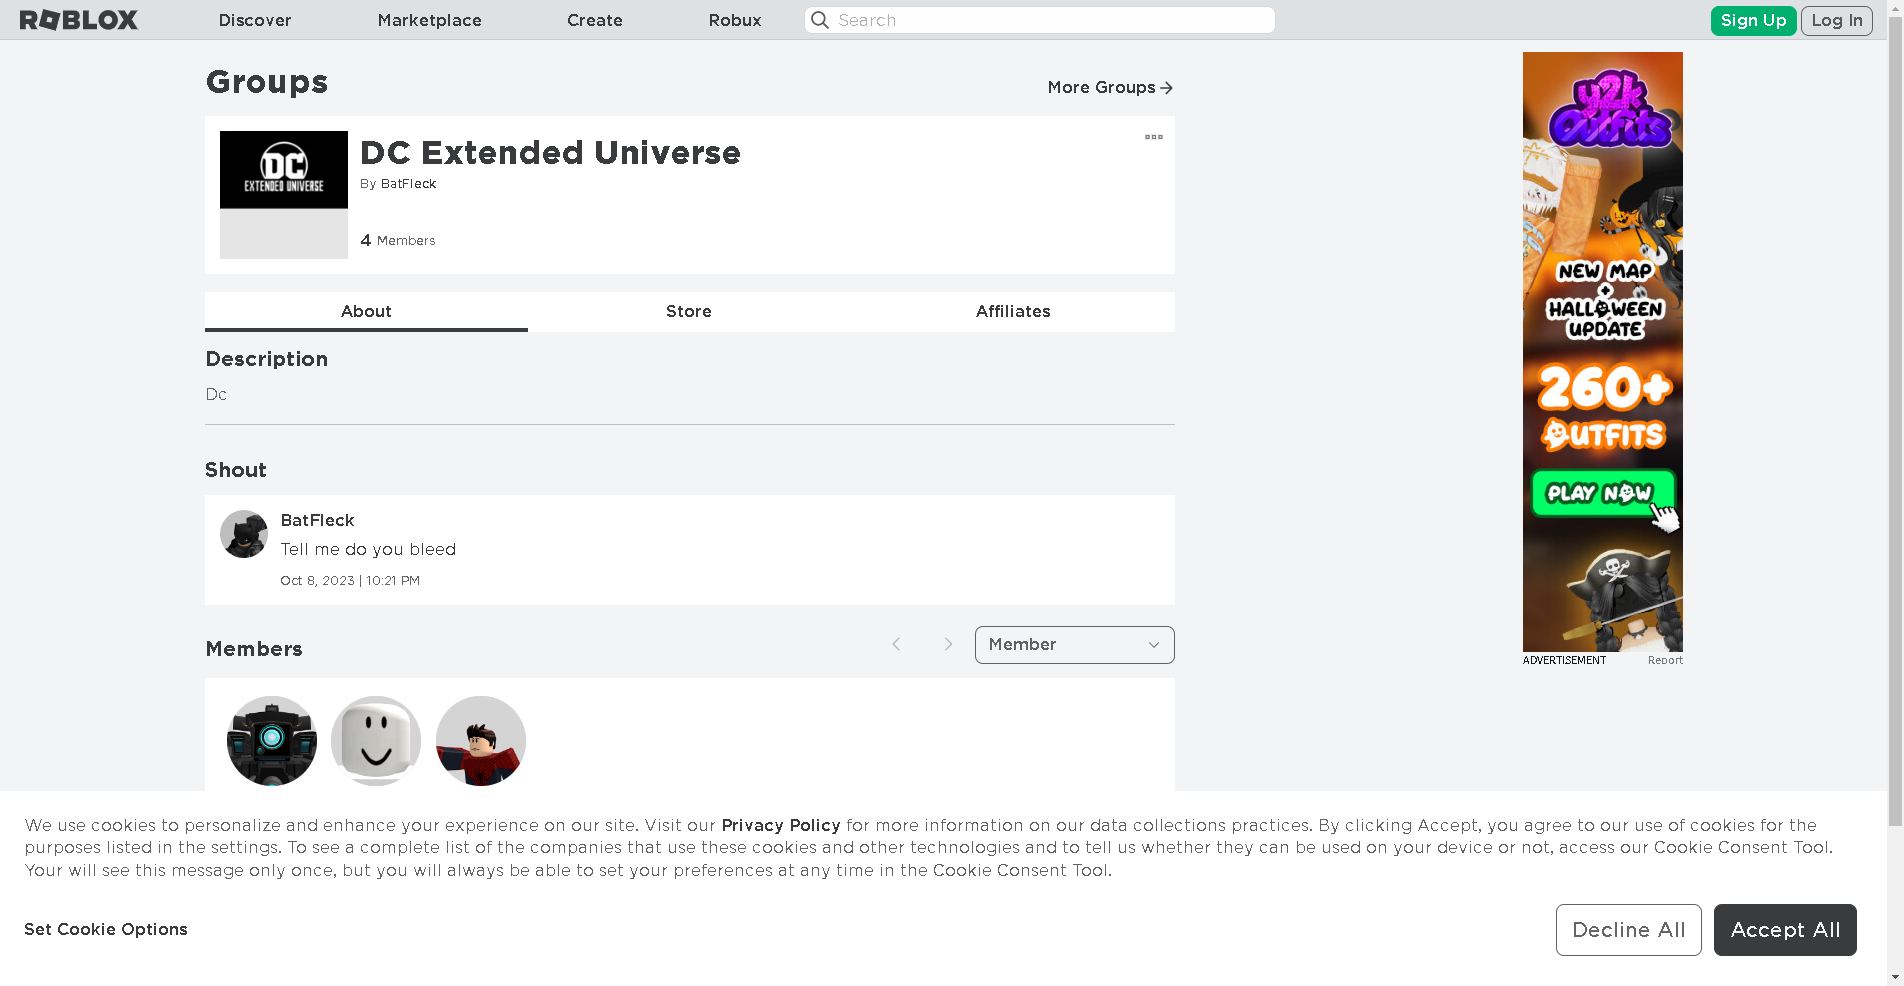 ROBLOX
Discover
Marketplace
Create
Robux
Search
Sign Up
Log In
Groups
More Groups
DC
EXTENDED UNIVERSE
DC Extended Universe
By BatFleck
4 Members
About
Store
Affiliates
Description
Dc
Shout
BatFleck
Tell me do you bleed
Oct 8, 2023 | 10:21 PM
Members
Member
y2k
Outfits
NEW MAP
+
HALLOWEEN
UPDATE
260+
OUTFITS
PLAY NOW
ADVERTISEMENT
Report
We use cookies to personalize and enhance your experience on our site. Visit our Privacy Policy for more information on our data collections practices. By clicking Accept, you agree to our use of cookies for the
purposes listed in the settings. To see a complete list of the companies that use these cookies and other technologies and to tell us whether they can be used on your device or not, access our Cookie Consent Tool.
Your will see this message only once, but you will always be able to set your preferences at any time in the Cookie Consent Tool.
Set Cookie Options
Decline All
Accept All